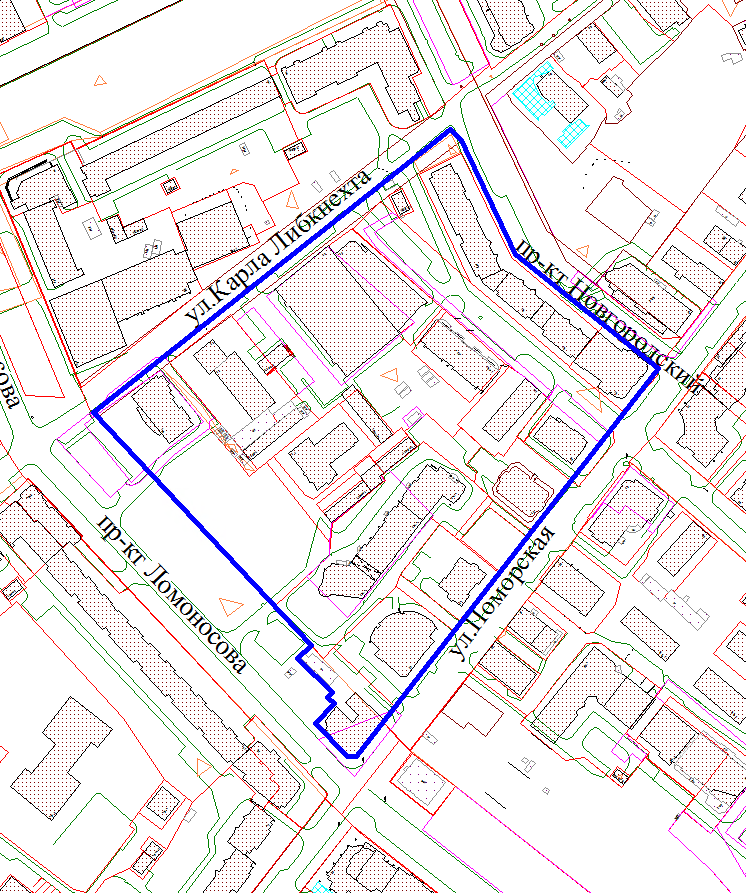 ул.Карла Либкнехта
пр-кт Новгородский
сова
пр-кт Ломоносова
ул.Поморская